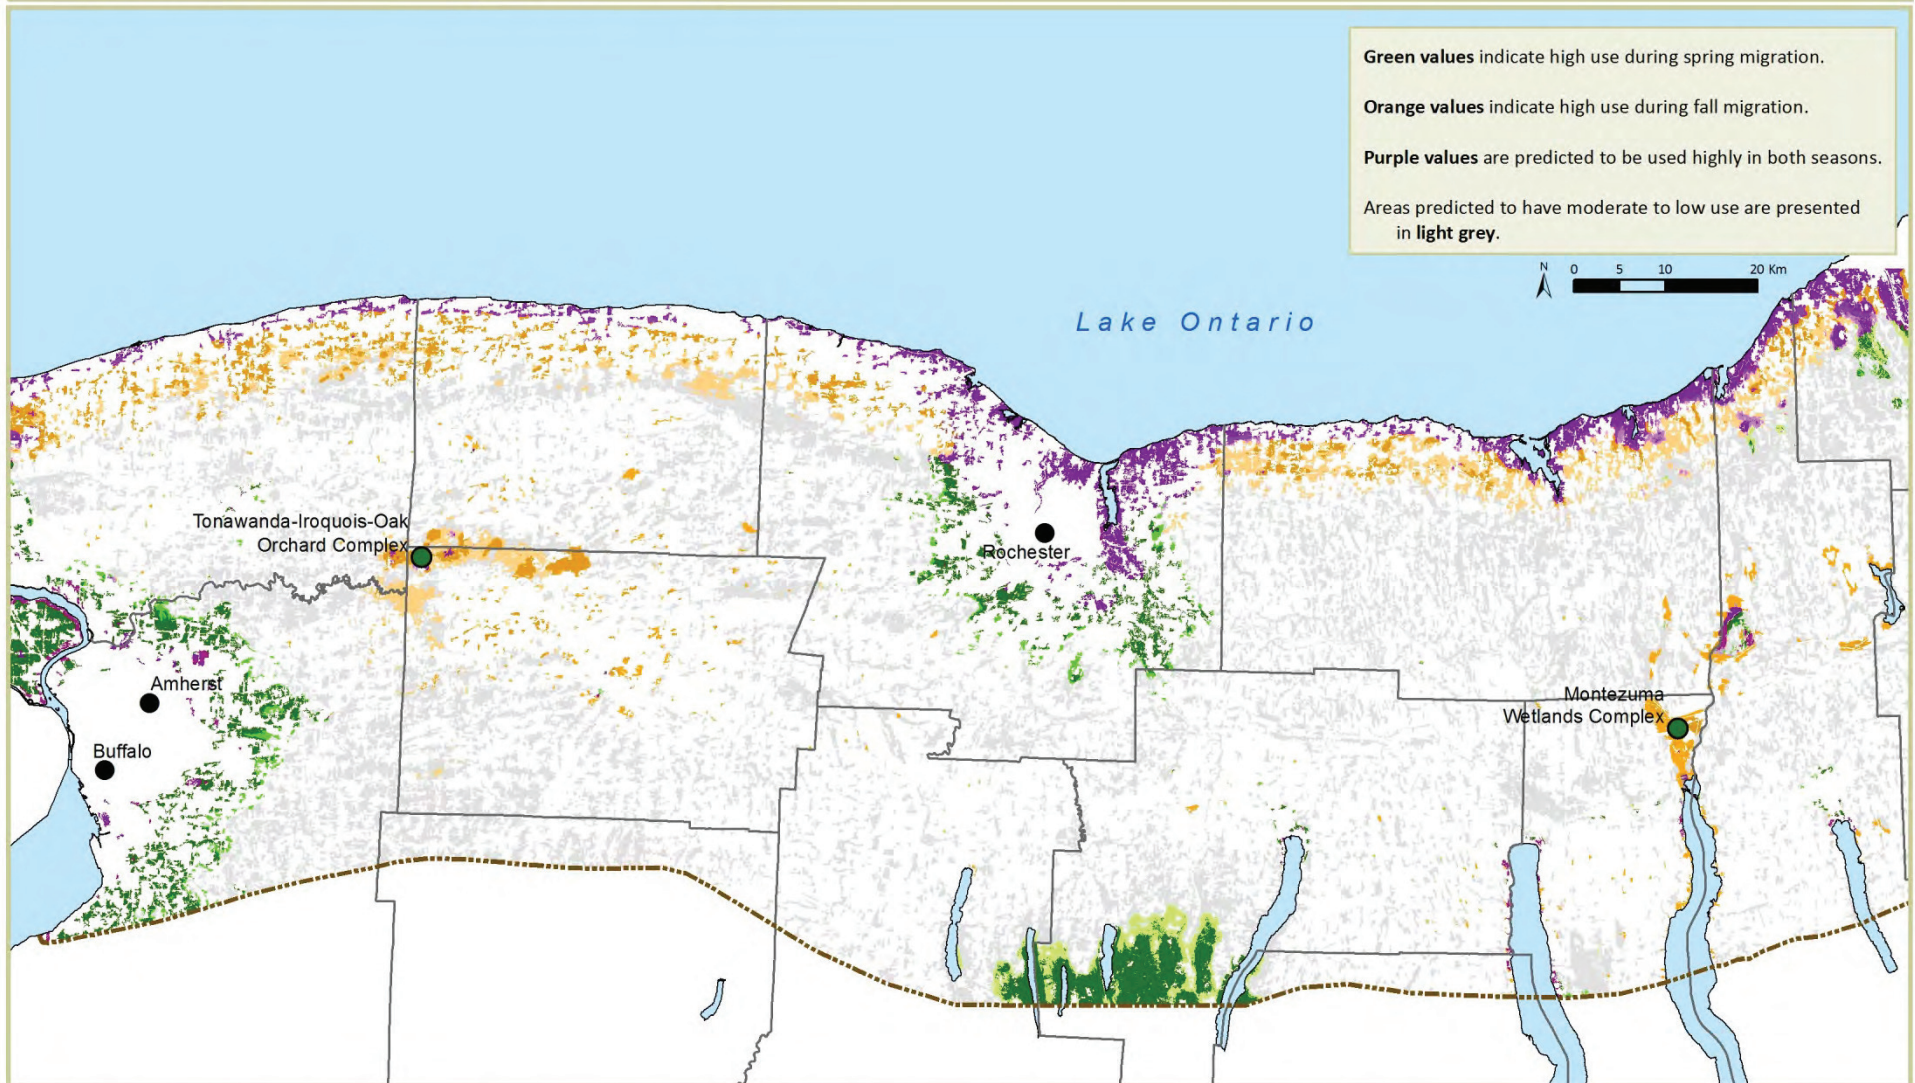 Green values indicate high use during spring migration.
Orange values indicate high use during fall migration.
Purple values are predicted to be used highly in both seasons.
Areas predicted to have moderate to low use are presented
in light grey.
N
0 5 10 20 Km
Lake Ontario
Tonawanda-Iroquois-Oak
Orchard Complex
Rochester
Amherst
Montezuma
Wetlands Complex
Buffalo